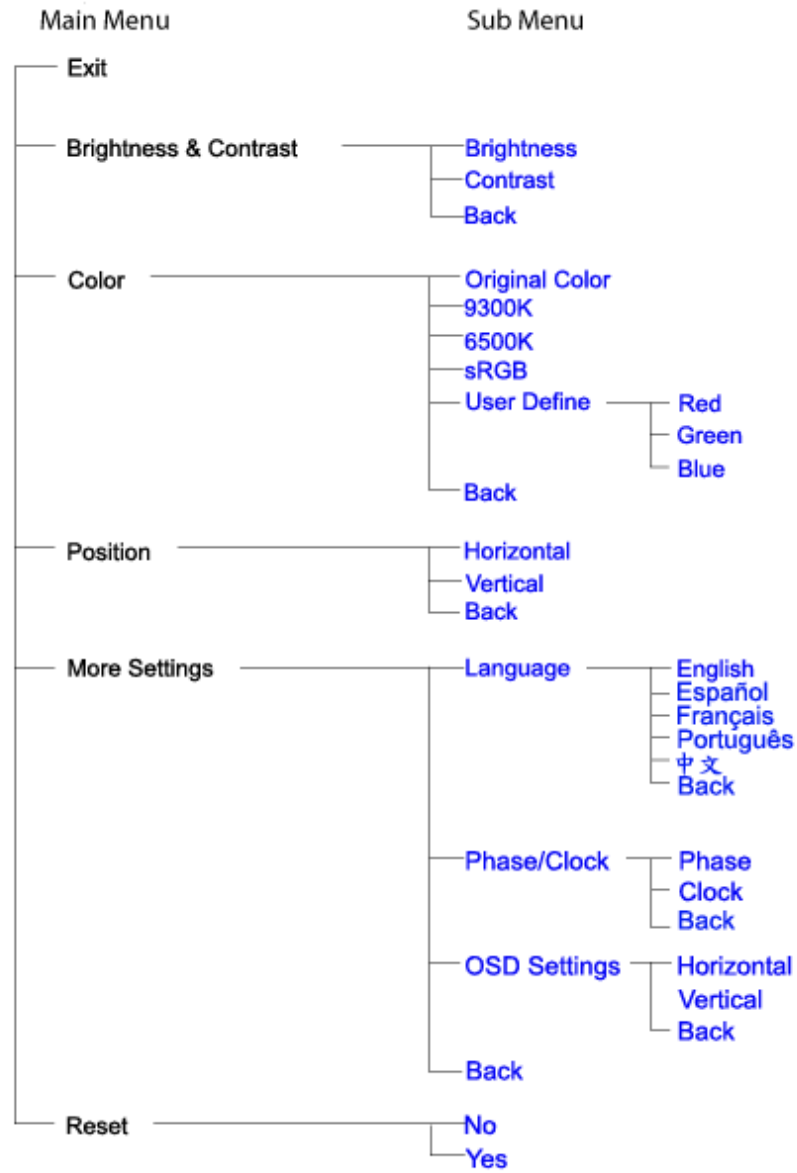 Main Menu Sub Menu
Exit
Brightness & Contrast Brightness
Contrast
Back
Color Original Color
9300K
6500K
sRGB
User Define Red
Green
Blue
Back
Position Horizontal
Vertical
Back
More Settings Language English
Español
Français
Português
中文
Back
Phase/Clock Phase
Clock
Back
OSD Settings Horizontal
Vertical
Back
Back
Reset No
Yes